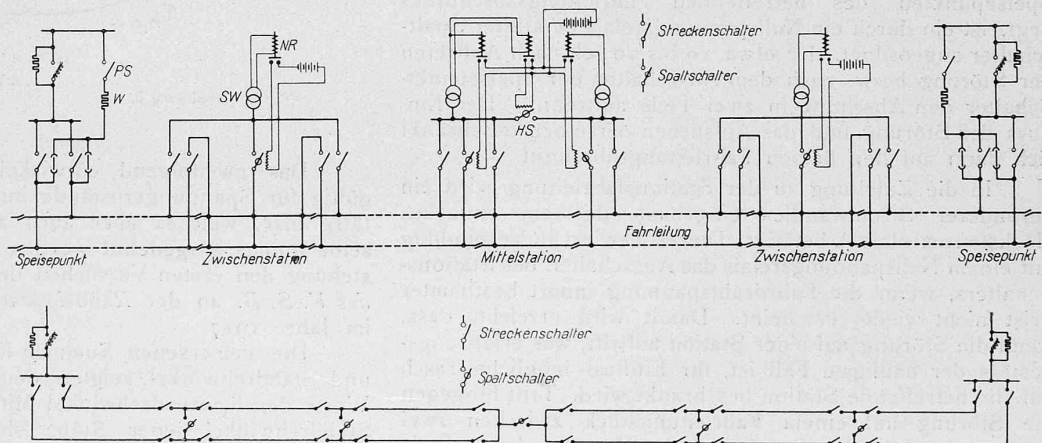 NR
PS
W
SW
HS
Streckenschalter
Spaltschalter
Fahrleitung
Speisepunkt
Zwischenstation
Mittelstation
Zwischenstation
Speisepunkt
Streckenschalter
Spaltschalter